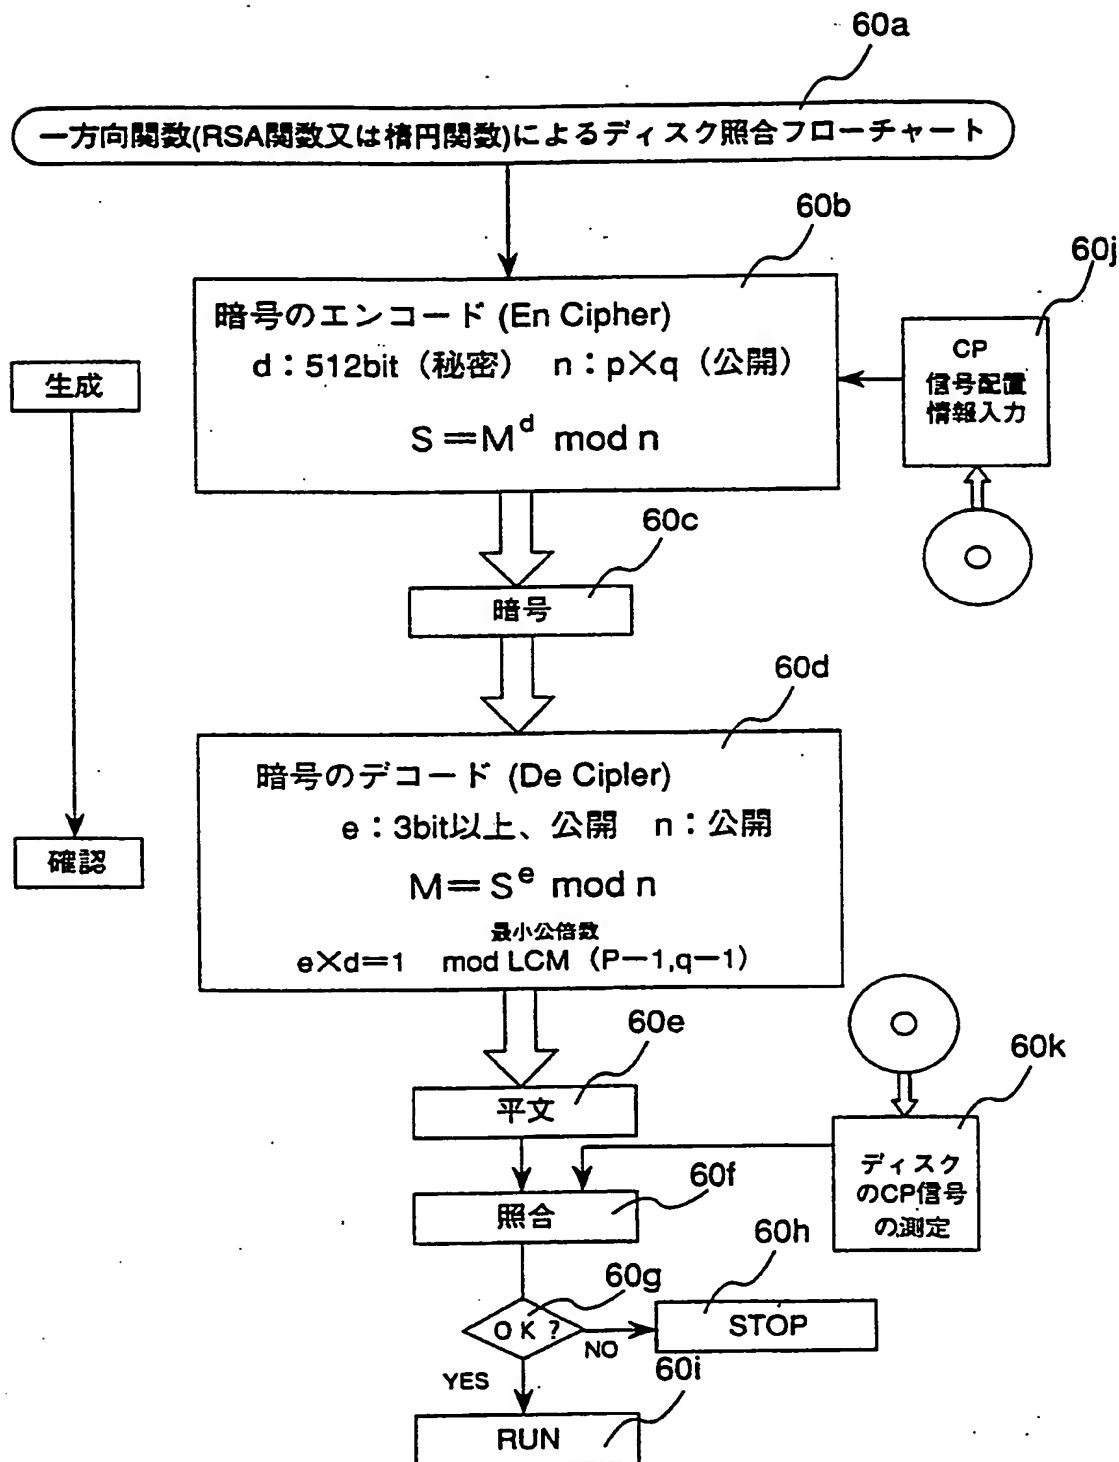 60a
一方向関数(RSA関数又は楕円関数)によるディスク照合フローチャート
60b
暗号のエンコード (En Cipher)
d：512bit（秘密） n：p×q（公開）
S＝M^d mod n
60j
CP
信号配置
情報入力
生成
60c
暗号
60d
暗号のデコード (De Cipler)
e：3bit以上、公開 n：公開
M＝S^e mod n
最小公倍数
e×d＝1 mod LCM（P－1,q－1）
確認
60e
平文
60k
ディスク
のCP信号
の測定
60f
照合
60g
OK?
NO
60h
STOP
YES
60i
RUN